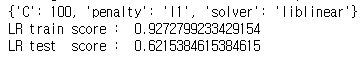 {'C': 100, 'penalty': 'l1', 'solver': 'liblinear'}
LR train score :  0.9272799233429154
LR test  score :  0.6215384615384615